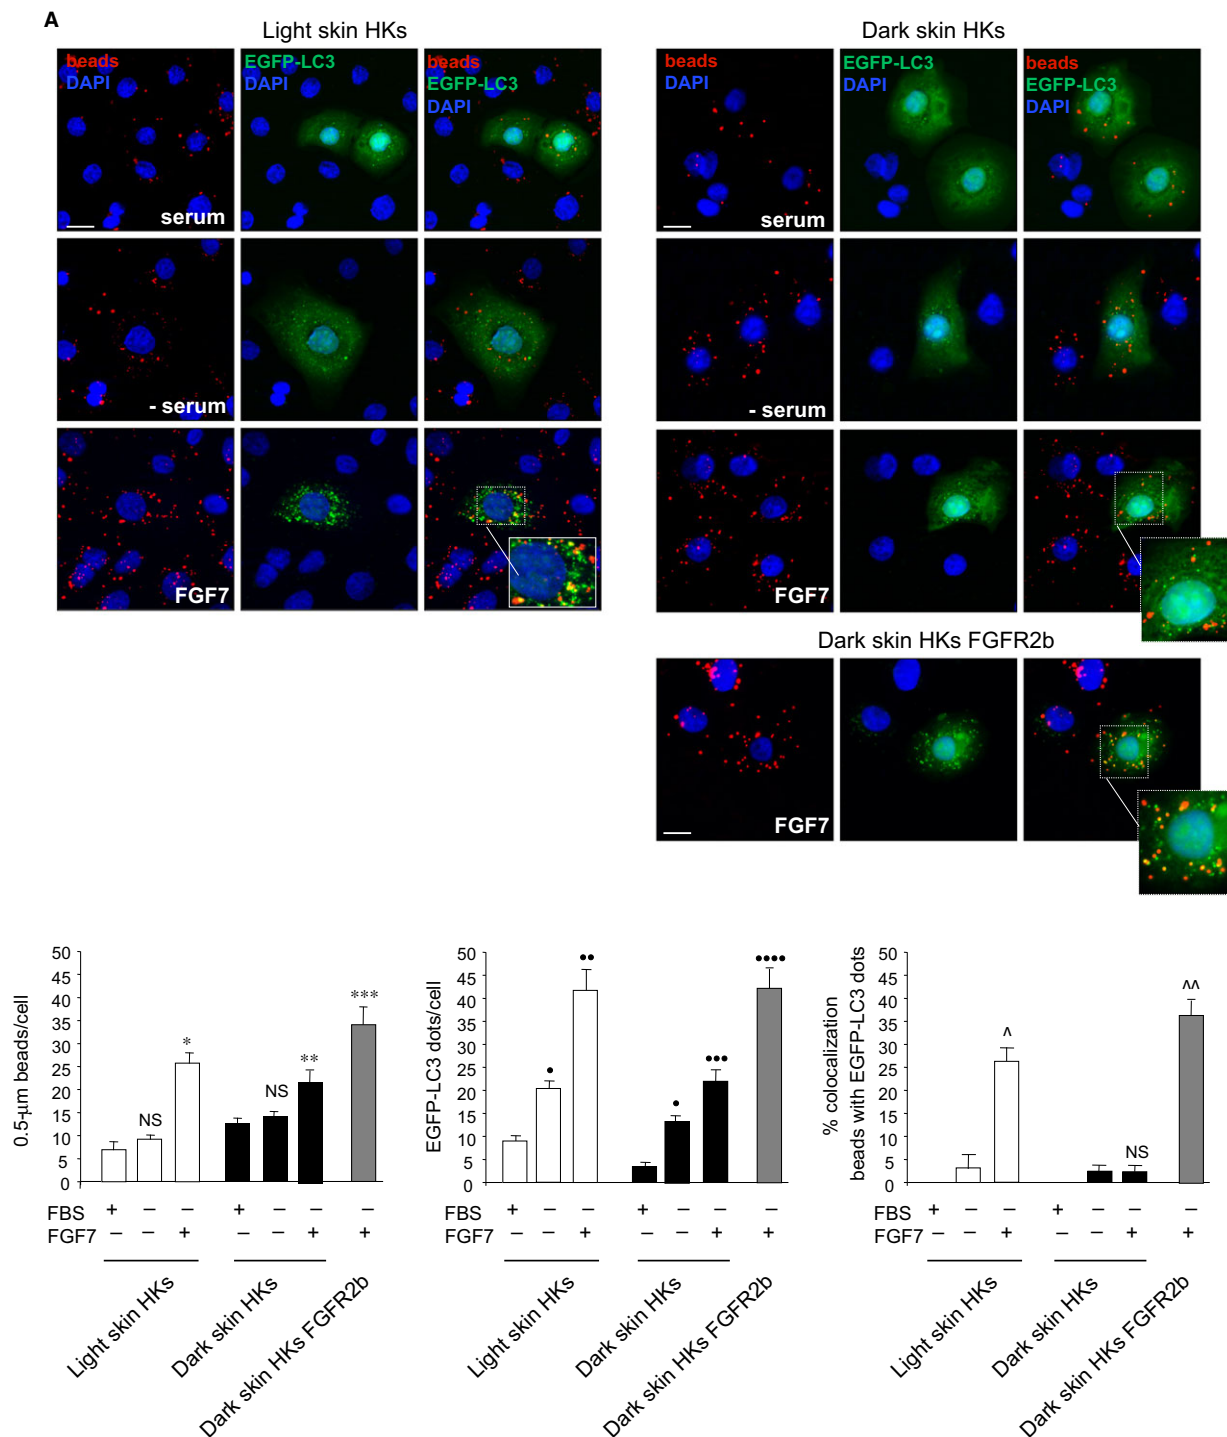 A
Light skin HKs
Dark skin HKs
beads
DAPI
EGFP-LC3
DAPI
beads
EGFP-LC3
DAPI
beads
DAPI
EGFP-LC3
DAPI
beads
EGFP-LC3
DAPI
serum
serum
- serum
- serum
FGF7
FGF7
Dark skin HKs FGFR2b
FGF7
0.5-μm beads/cell
50
45
40
35
30
25
20
15
10
5
0
NS
*
NS
**
***
FBS + − − + − − −
FGF7 − − + − − + +
Light skin HKs
Dark skin HKs
Dark skin HKs FGFR2b
EGFP-LC3 dots/cell
50
45
40
35
30
25
20
15
10
5
0
•
••
•
•••
••••
FBS + − − + − − −
FGF7 − − + − − + +
Light skin HKs
Dark skin HKs
Dark skin HKs FGFR2b
% colocalization
beads with EGFP-LC3 dots
50
45
40
35
30
25
20
15
10
5
0
^
NS
^^
FBS + − − + − − −
FGF7 − − + − − + +
Light skin HKs
Dark skin HKs
Dark skin HKs FGFR2b